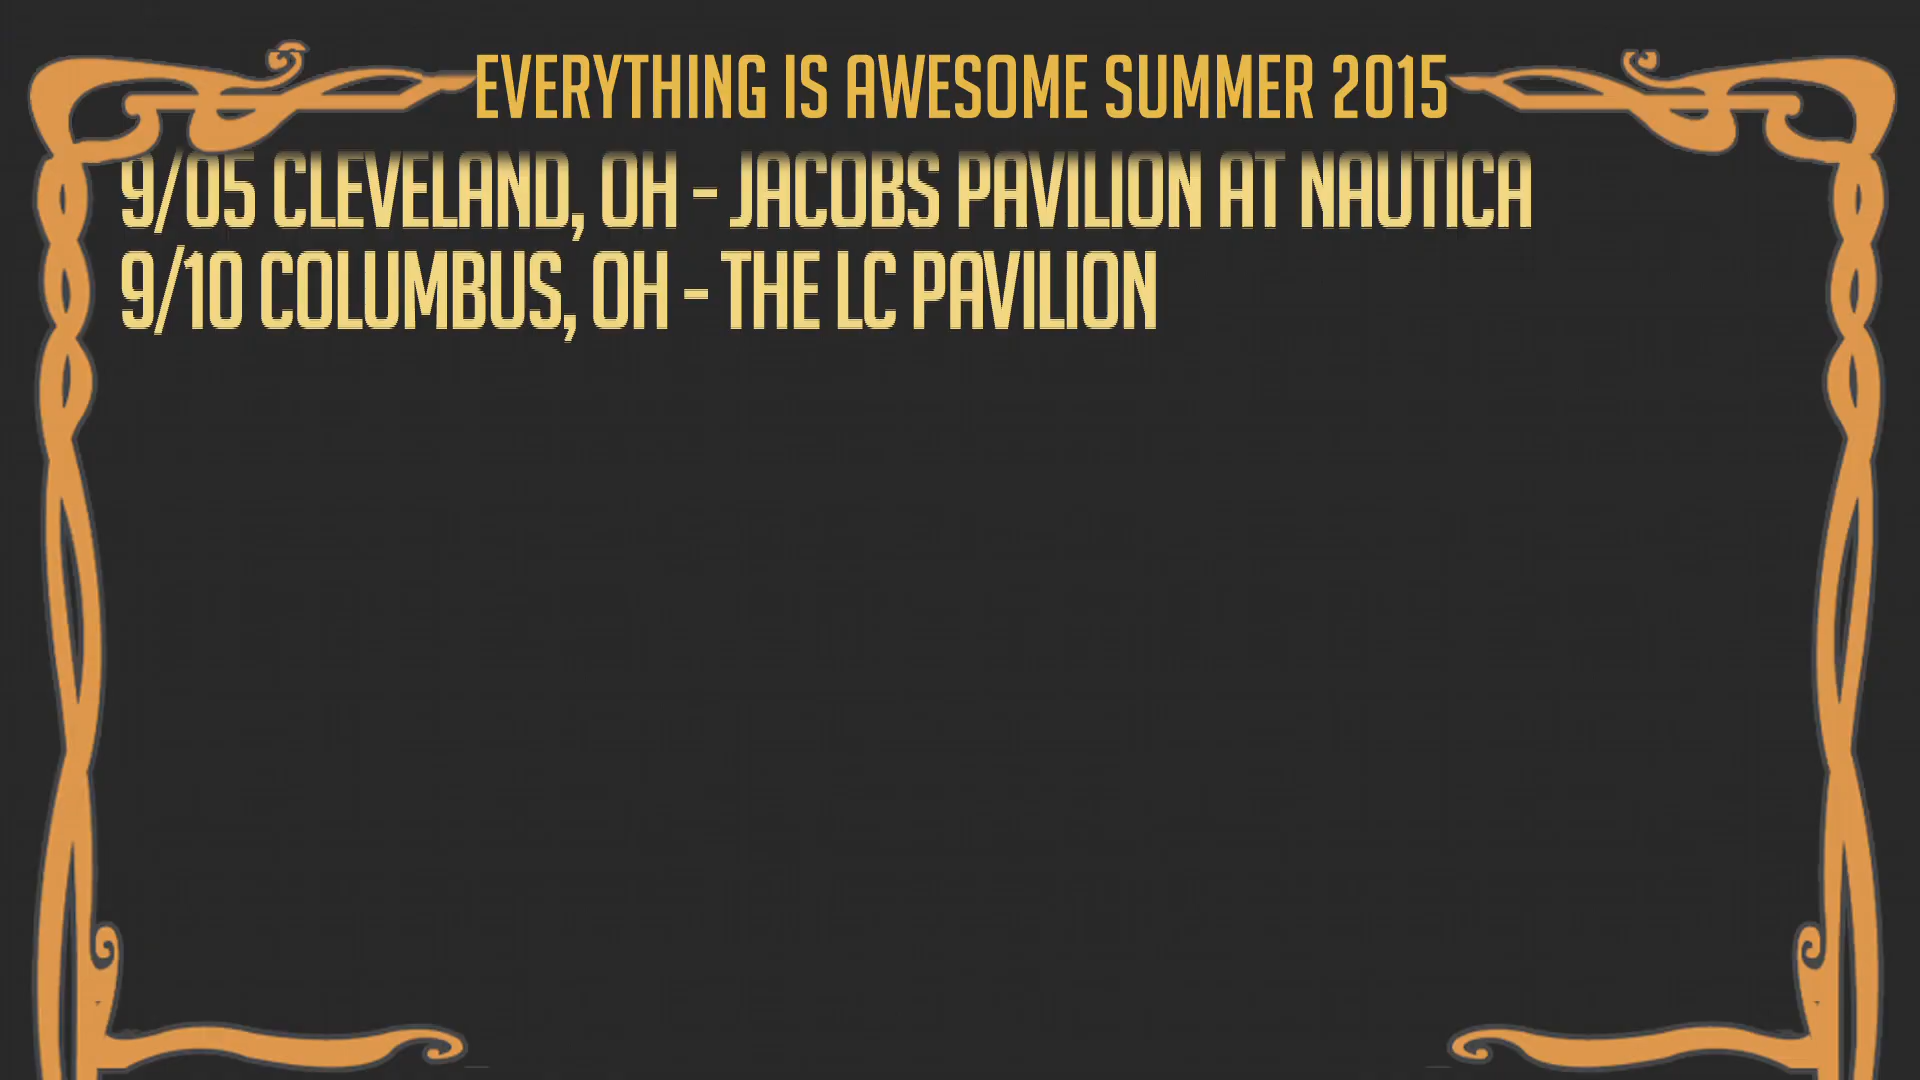 EVERYTHING IS AWESOME SUMMER 2015
9/05 CLEVELAND, OH - JACOBS PAVILION AT NAUTICA
9/10 COLUMBUS, OH - THE LC PAVILION